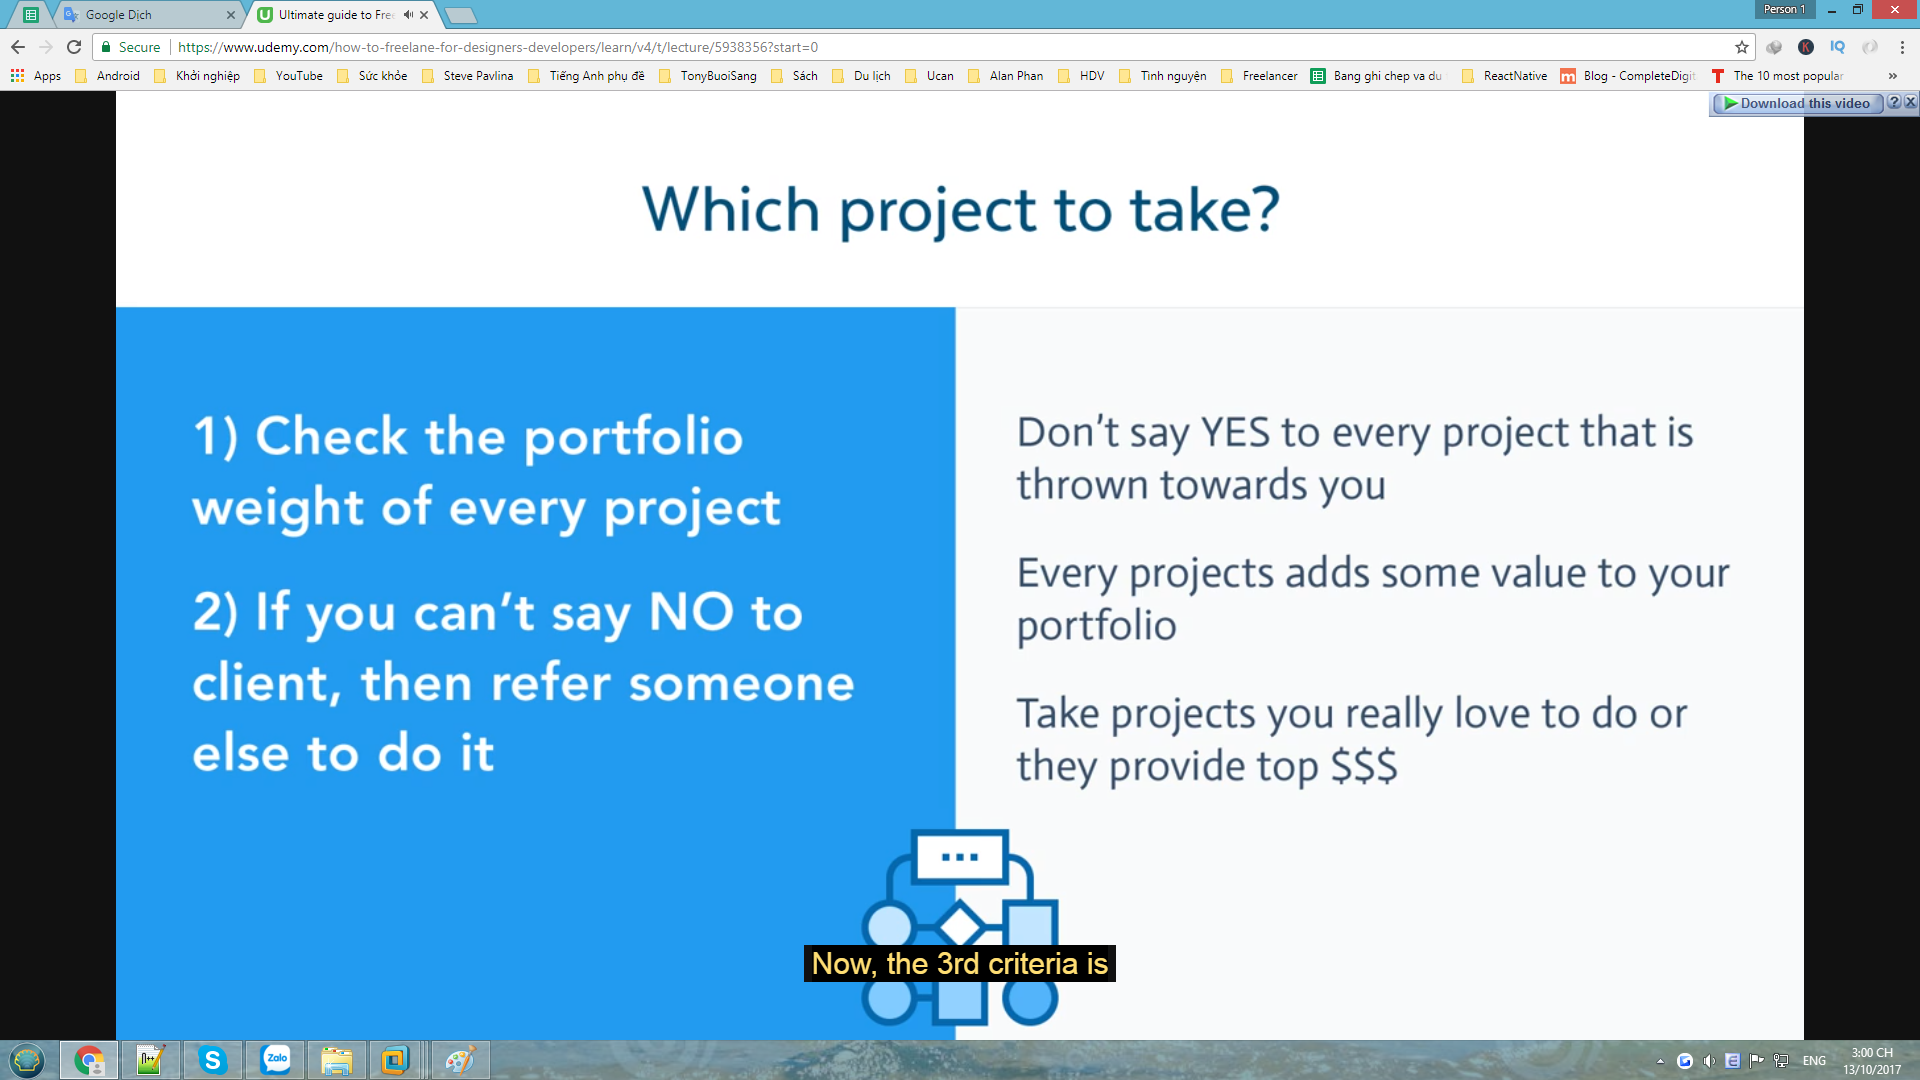 Google Dịch
Ultimate guide to Free
Person 1
Secure
https://www.udemy.com/how-to-freelane-for-designers-developers/learn/v4/t/lecture/5938356?start=0
Apps Android Khởi nghiệp YouTube Sức khỏe Steve Pavlina Tiếng Anh phụ đề TonyBuoiSang Sách Du lịch Ucan Alan Phan HDV Tình nguyện Freelancer Bang ghi chep va du ReactNative Blog - CompleteDigit The 10 most popular
Download this video
Which project to take?
1) Check the portfolio
weight of every project
2) If you can't say NO to
client, then refer someone
else to do it
Don't say YES to every project that is
thrown towards you
Every projects adds some value to your
portfolio
Take projects you really love to do or
they provide top $$$
Now, the 3rd criteria is
Zalo
ENG
3:00 CH
13/10/2017